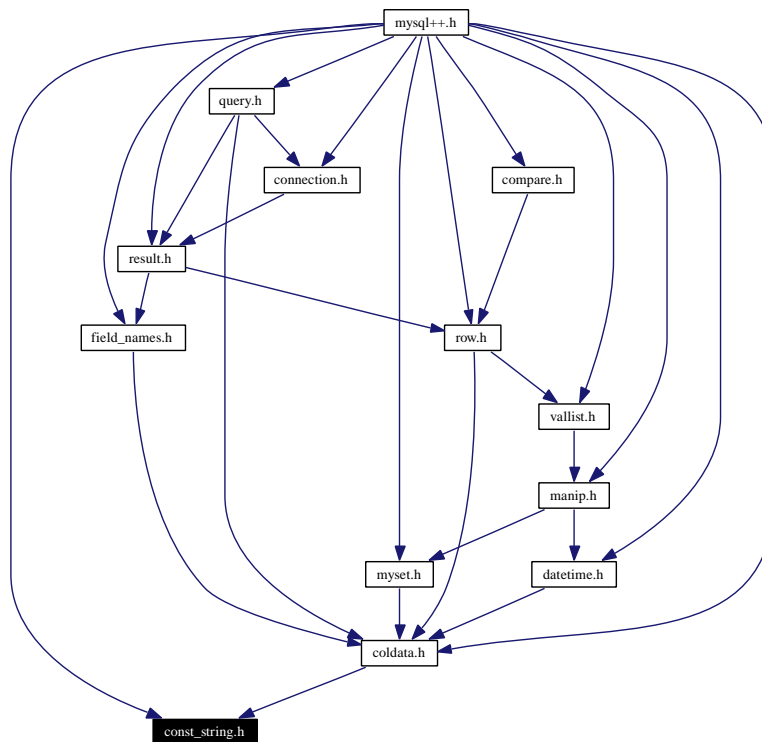 mysql++.h
query.h
connection.h
compare.h
result.h
field_names.h
row.h
vallist.h
manip.h
myset.h
datetime.h
coldata.h
const_string.h